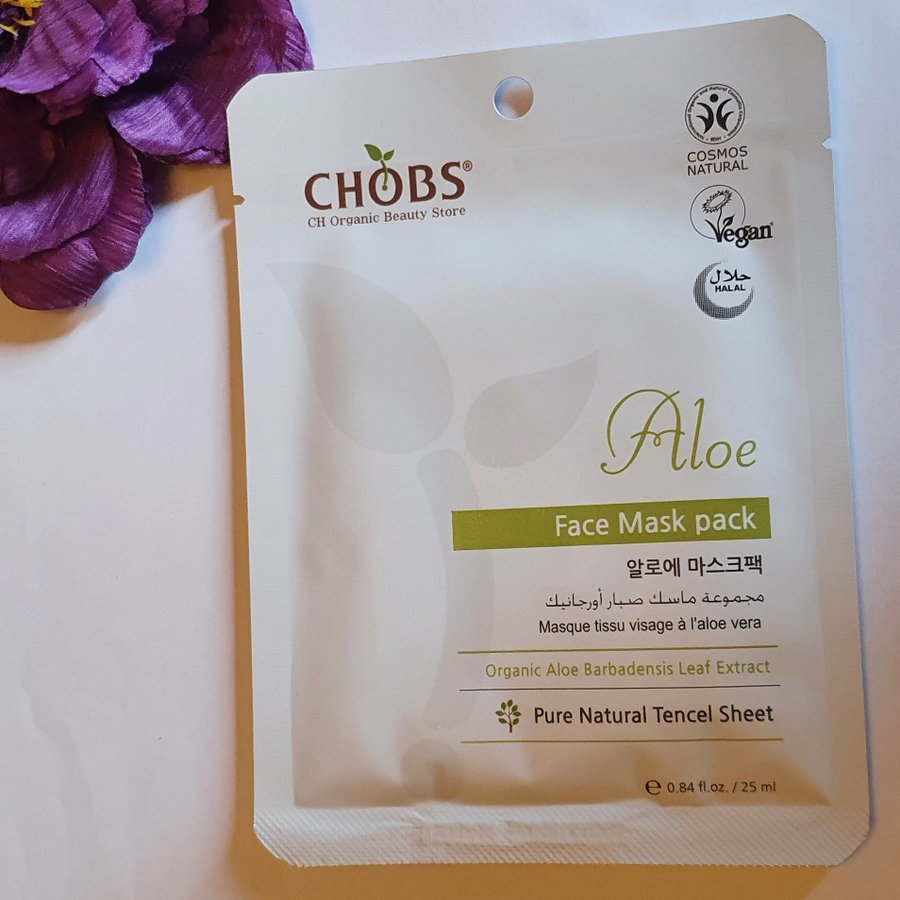 CHOBS®
CH Organic Beauty Store
COSMOS
NATURAL
Vegan
حلال
HALAL
Aloe
Face Mask pack
알로에 마스크팩
مجموعة ماسك صبار أورجانيك
Masque tissu visage à l'aloe vera
Organic Aloe Barbadensis Leaf Extract
Pure Natural Tencel Sheet
℮ 0.84 fl.oz. / 25 ml